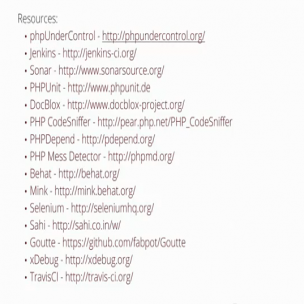 Resources:
• phpUnderControl - http://phpundercontrol.org/
• Jenkins - http://jenkins-ci.org/
• Sonar - http://www.sonarsource.org/
• PHPUnit - http://www.phpunit.de
• DocBlox - http://www.docblox-project.org/
• PHP CodeSniffer - http://pear.php.net/PHP_CodeSniffer
• PHPDepend - http://pdepend.org/
• PHP Mess Detector - http://phpmd.org/
• Behat - http://behat.org/
• Mink - http://mink.behat.org/
• Selenium - http://seleniumhq.org/
• Sahi - http://sahi.co.in/w/
• Goutte - https://github.com/fabpot/Goutte
• xDebug - http://xdebug.org/
• TravisCI - http://travis-ci.org/